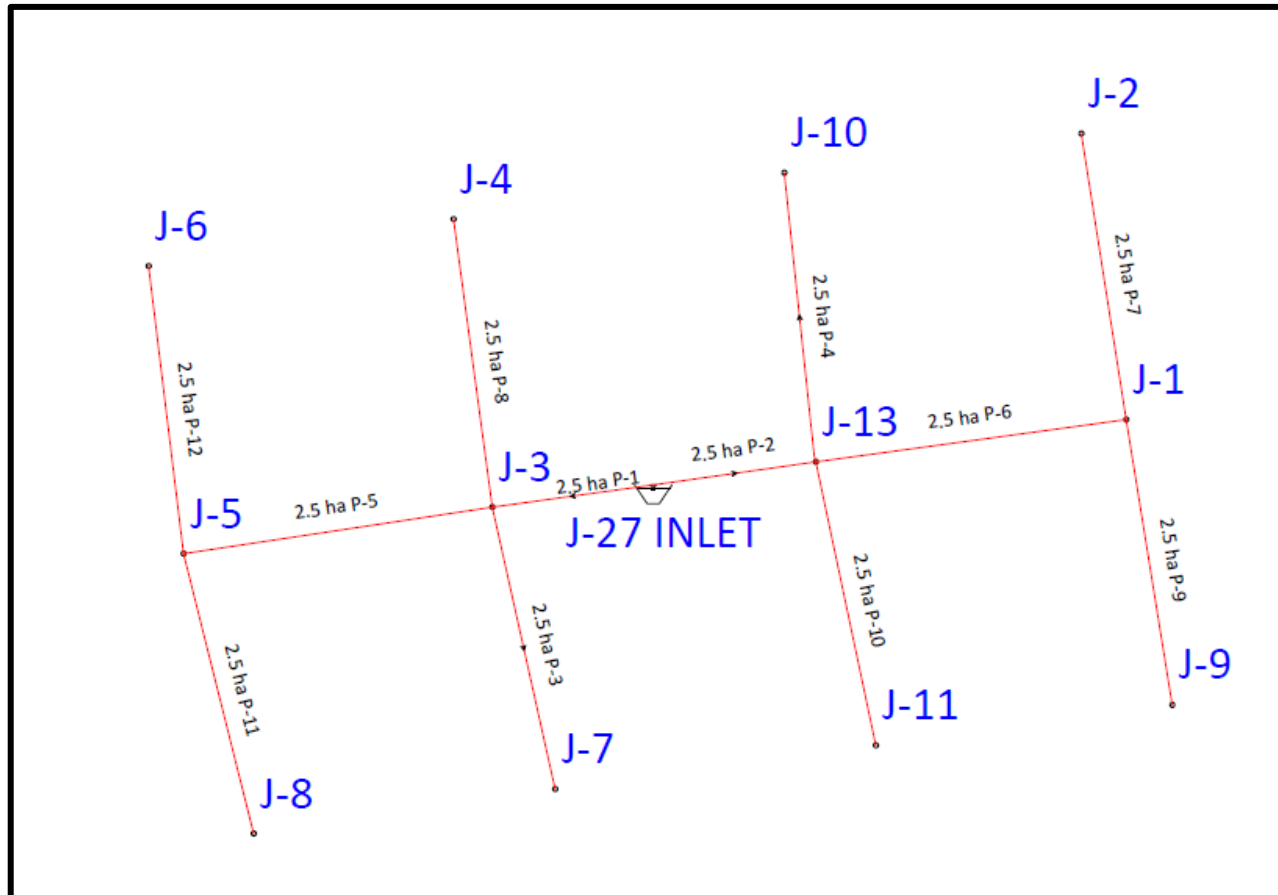 J-2
J-10
J-4
J-6
2.5 ha P-7
2.5 ha P-4
2.5 ha P-8
2.5 ha P-12
J-1
J-13
2.5 ha P-6
2.5 ha P-2
J-3
2.5 ha P-1
2.5 ha P-5
J-5
J-27 INLET
2.5 ha P-9
2.5 ha P-10
2.5 ha P-3
2.5 ha P-11
J-9
J-11
J-7
J-8